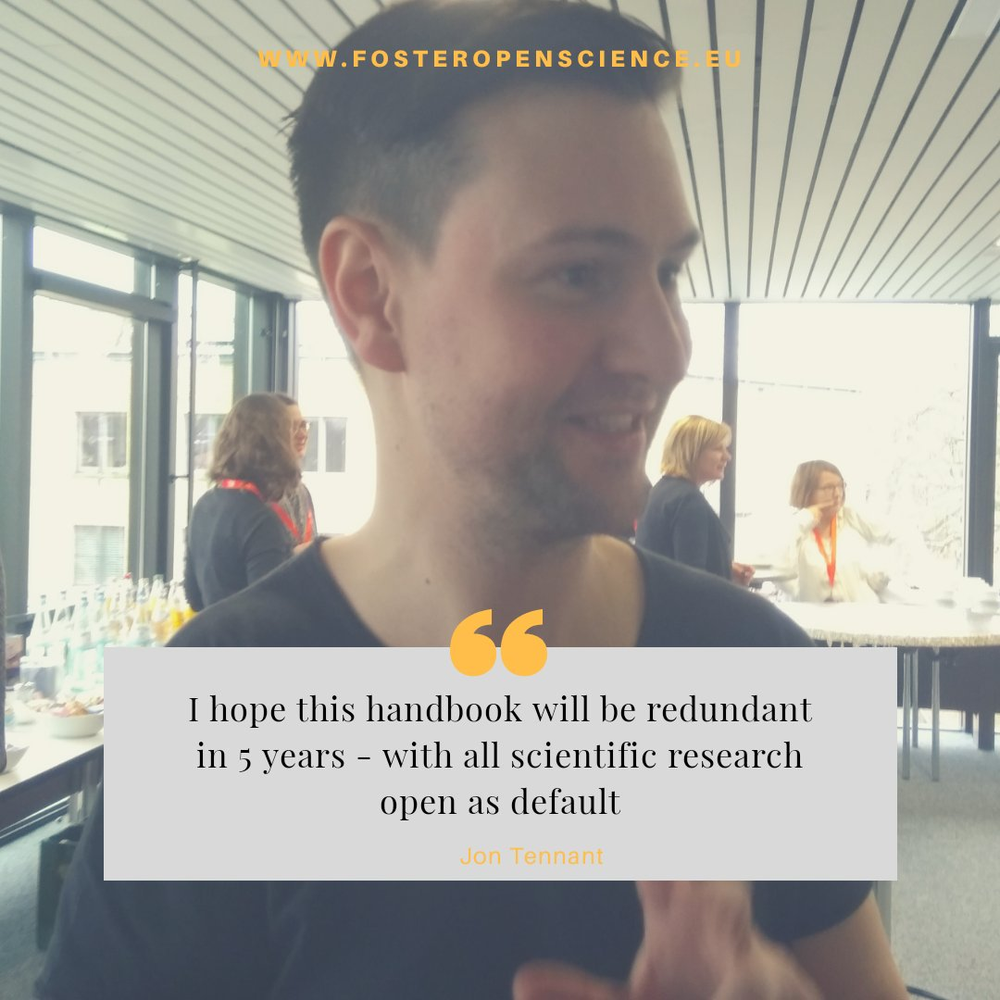 WWW.FOSTEROPENSCIENCE.EU
“
I hope this handbook will be redundant
in 5 years - with all scientific research
open as default
Jon Tennant